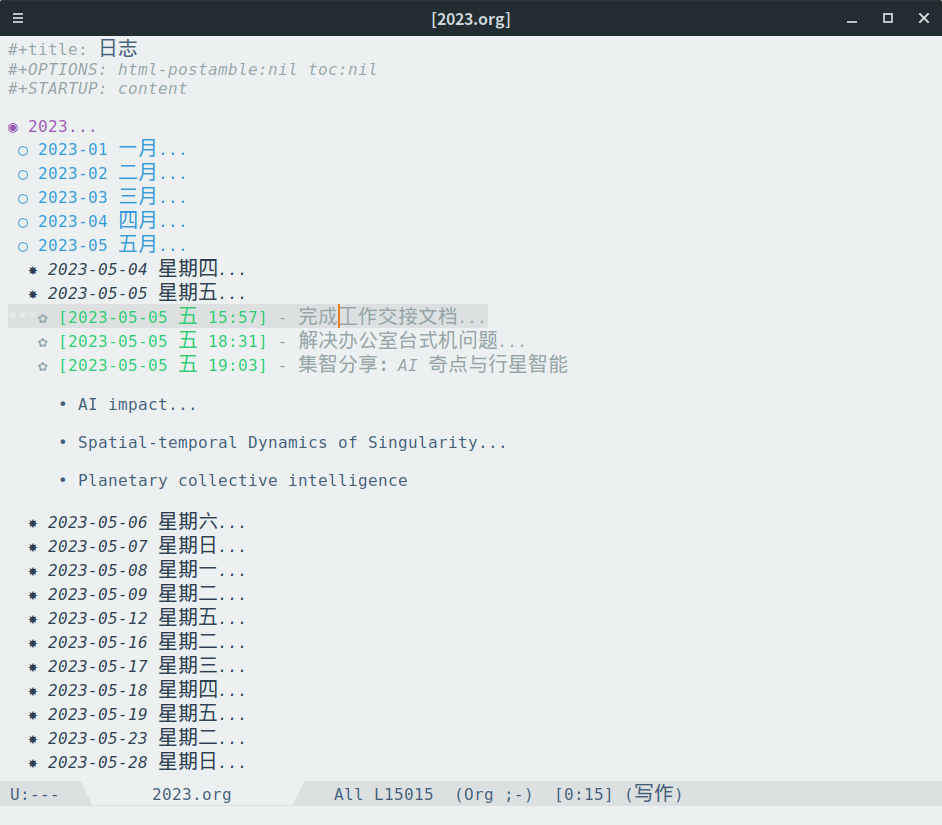 [2023.org]
#+title: 日志
#+OPTIONS: html-postamble:nil toc:nil
#+STARTUP: content
◉ 2023...
○ 2023-01 一月...
○ 2023-02 二月...
○ 2023-03 三月...
○ 2023-04 四月...
○ 2023-05 五月...
✸ 2023-05-04 星期四...
✸ 2023-05-05 星期五...
***✿ [2023-05-05 五 15:57] - 完成工作交接文档...
✿ [2023-05-05 五 18:31] - 解决办公室台式机问题...
✿ [2023-05-05 五 19:03] - 集智分享: AI 奇点与行星智能
• AI impact...
• Spatial-temporal Dynamics of Singularity...
• Planetary collective intelligence
✸ 2023-05-06 星期六...
✸ 2023-05-07 星期日...
✸ 2023-05-08 星期一...
✸ 2023-05-09 星期二...
✸ 2023-05-12 星期五...
✸ 2023-05-16 星期二...
✸ 2023-05-17 星期三...
✸ 2023-05-18 星期四...
✸ 2023-05-19 星期五...
✸ 2023-05-23 星期二...
✸ 2023-05-28 星期日...
U:--- 2023.org All L15015 (Org ;-) [0:15] (写作)